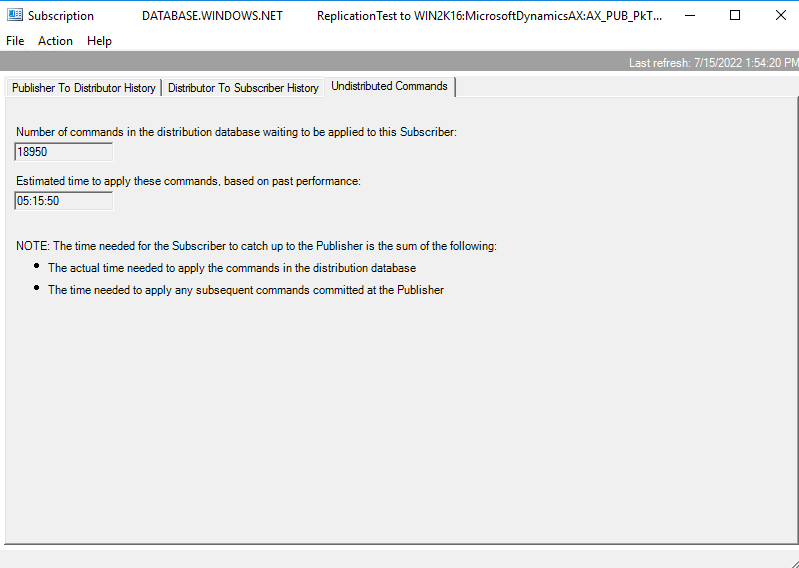 Subscription DATABASE.WINDOWS.NET ReplicationTest to WIN2K16:MicrosoftDynamicsAX:AX_PUB_PkT...
File Action Help
Last refresh: 7/15/2022 1:54:20 PM
Publisher To Distributor History Distributor To Subscriber History Undistributed Commands
Number of commands in the distribution database waiting to be applied to this Subscriber:
18950
Estimated time to apply these commands, based on past performance:
05:15:50
NOTE: The time needed for the Subscriber to catch up to the Publisher is the sum of the following:
• The actual time needed to apply the commands in the distribution database
• The time needed to apply any subsequent commands committed at the Publisher